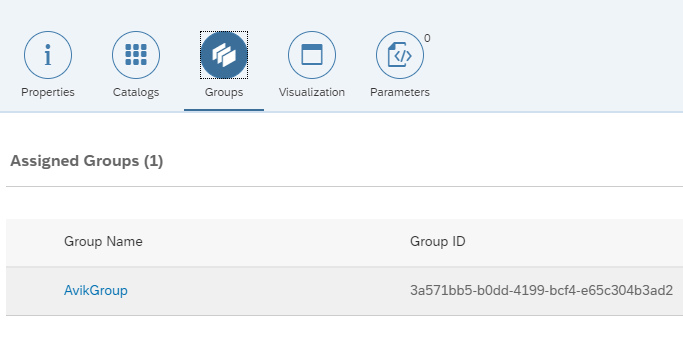 0
Properties Catalogs Groups Visualization Parameters
Assigned Groups (1)
Group Name Group ID
AvikGroup 3a571bb5-b0dd-4199-bcf4-e65c304b3ad2